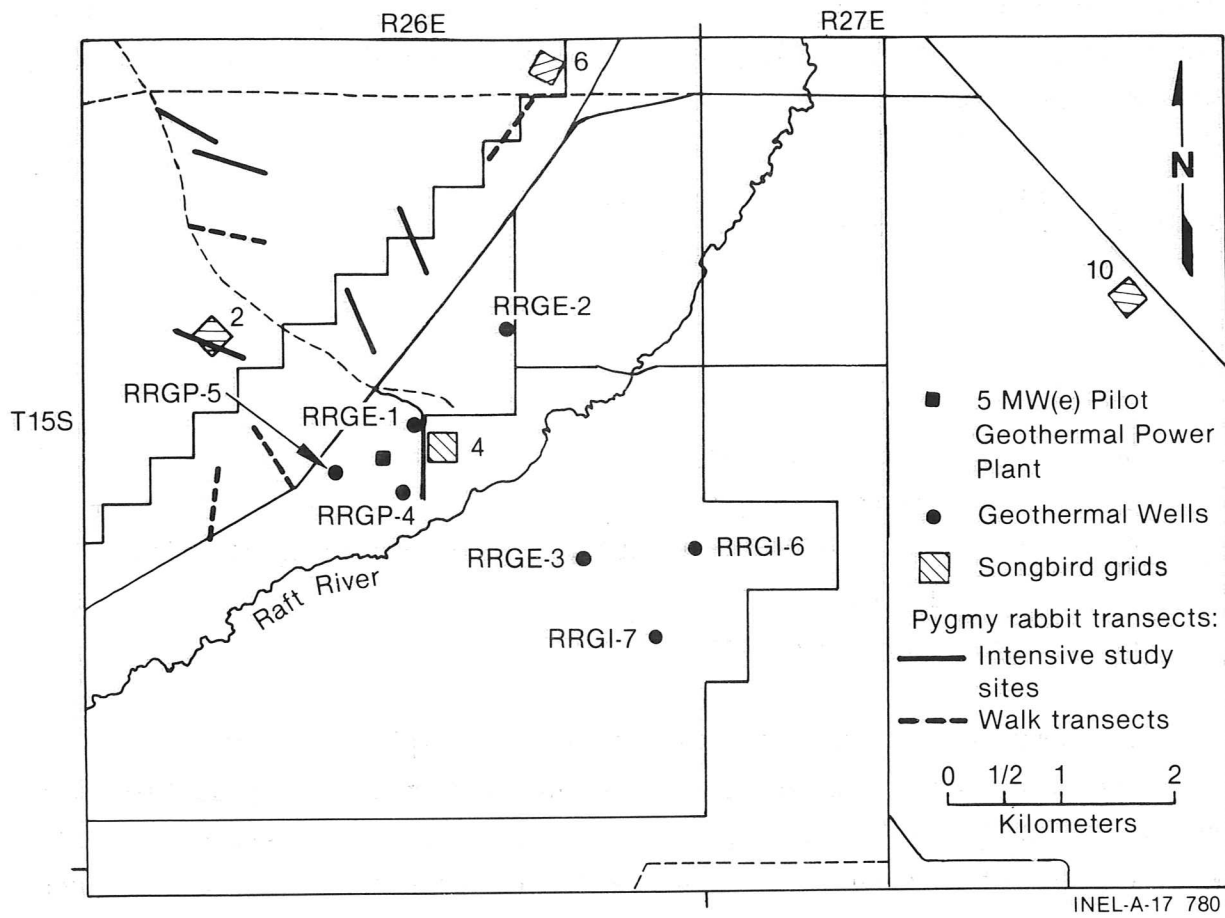 R26E
R27E
6
N
10
RRGE-2
2
RRGP-5
T15S
RRGE-1
4
RRGP-4
RRGE-3
RRGI-6
Raft River
RRGI-7
5 MW(e) Pilot
Geothermal Power
Plant
Geothermal Wells
Songbird grids
Pygmy rabbit transects:
Intensive study
sites
Walk transects
0 1/2 1 2
Kilometers
INEL-A-17 780